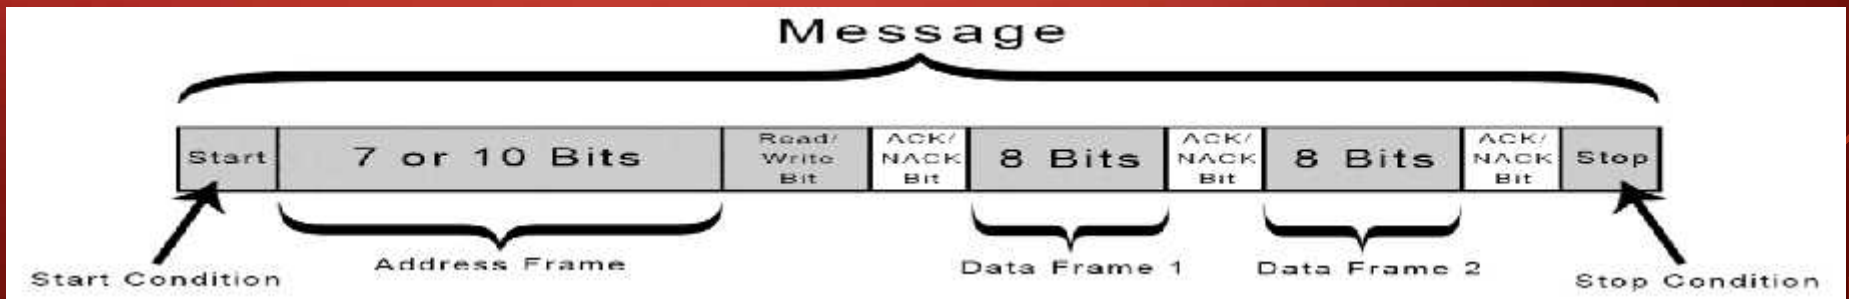 Message
Start
7 or 10 Bits
Read/
Write
Bit
ACK/
NACK
Bit
8 Bits
ACK/
NACK
Bit
8 Bits
ACK/
NACK
Bit
Stop
Start Condition
Address Frame
Data Frame 1
Data Frame 2
Stop Condition